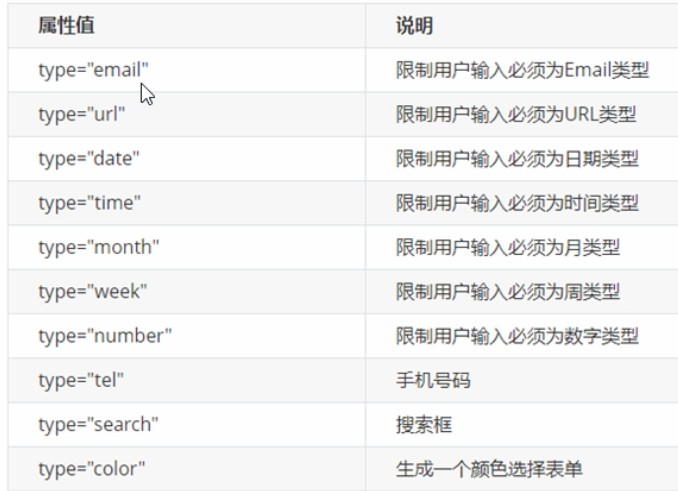 属性值 说明
type="email" 限制用户输入必须为Email类型
type="url" 限制用户输入必须为URL类型
type="date" 限制用户输入必须为日期类型
type="time" 限制用户输入必须为时间类型
type="month" 限制用户输入必须为月类型
type="week" 限制用户输入必须为周类型
type="number" 限制用户输入必须为数字类型
type="tel" 手机号码
type="search" 搜索框
type="color" 生成一个颜色选择表单